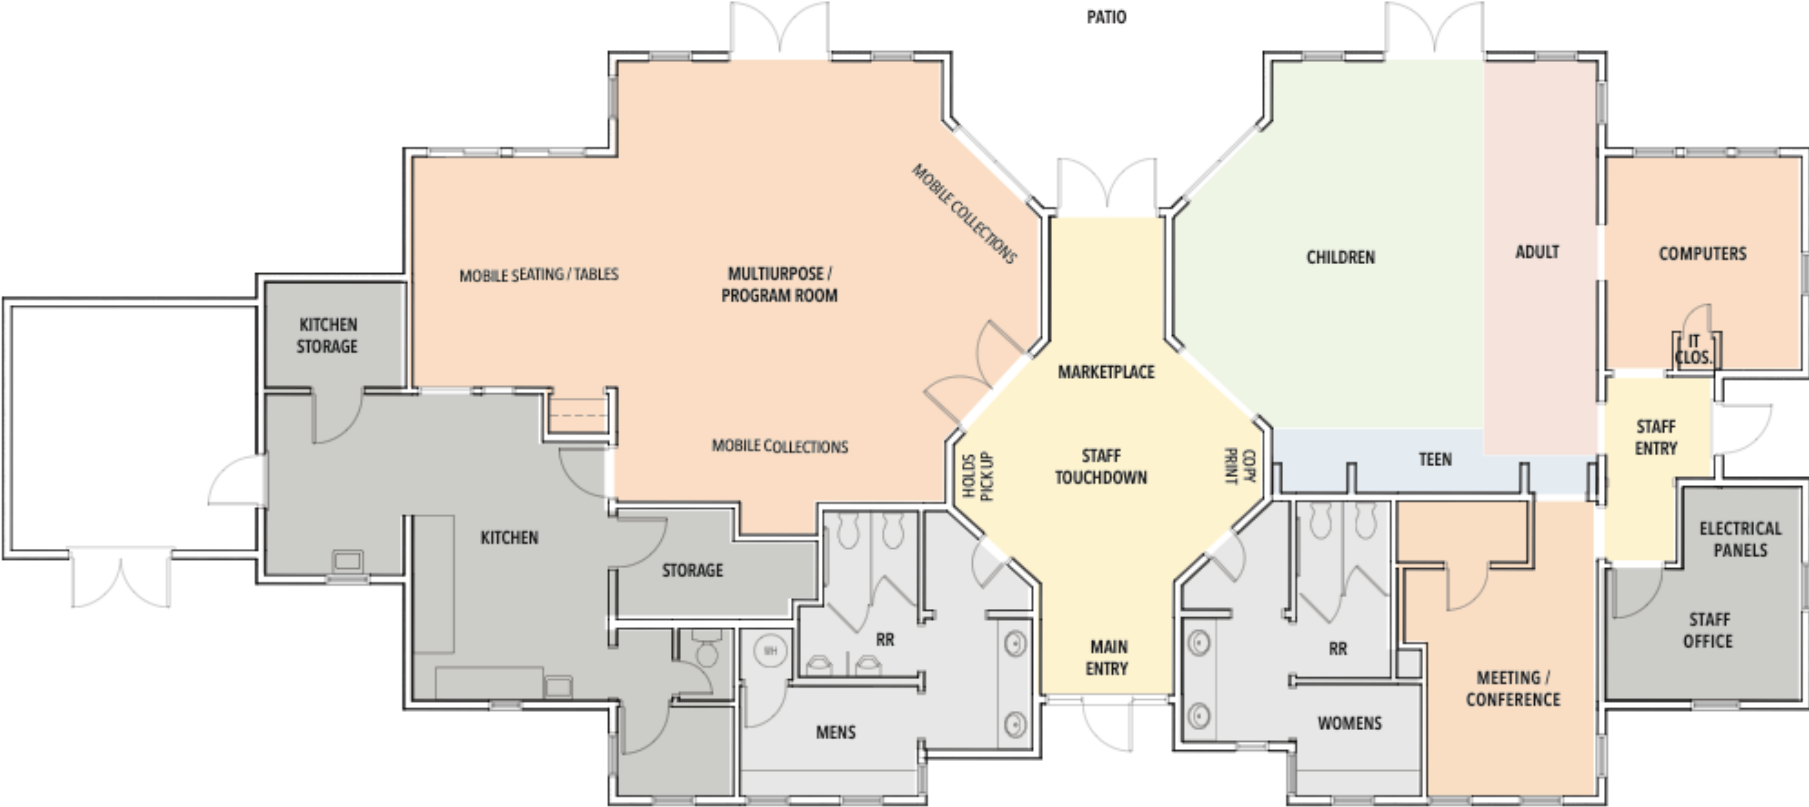 PATIO
MOBILE COLLECTIONS
MOBILE SEATING / TABLES
MULTIURPOSE /
PROGRAM ROOM
CHILDREN
ADULT
COMPUTERS
KITCHEN
STORAGE
IT
CLOS.
MARKETPLACE
MOBILE COLLECTIONS
HOLDS
PICK UP
STAFF
TOUCHDOWN
COPY
PRINT
TEEN
STAFF
ENTRY
KITCHEN
STORAGE
ELECTRICAL
PANELS
RR
WH
MAIN
ENTRY
RR
STAFF
OFFICE
MEETING /
CONFERENCE
MENS
WOMENS